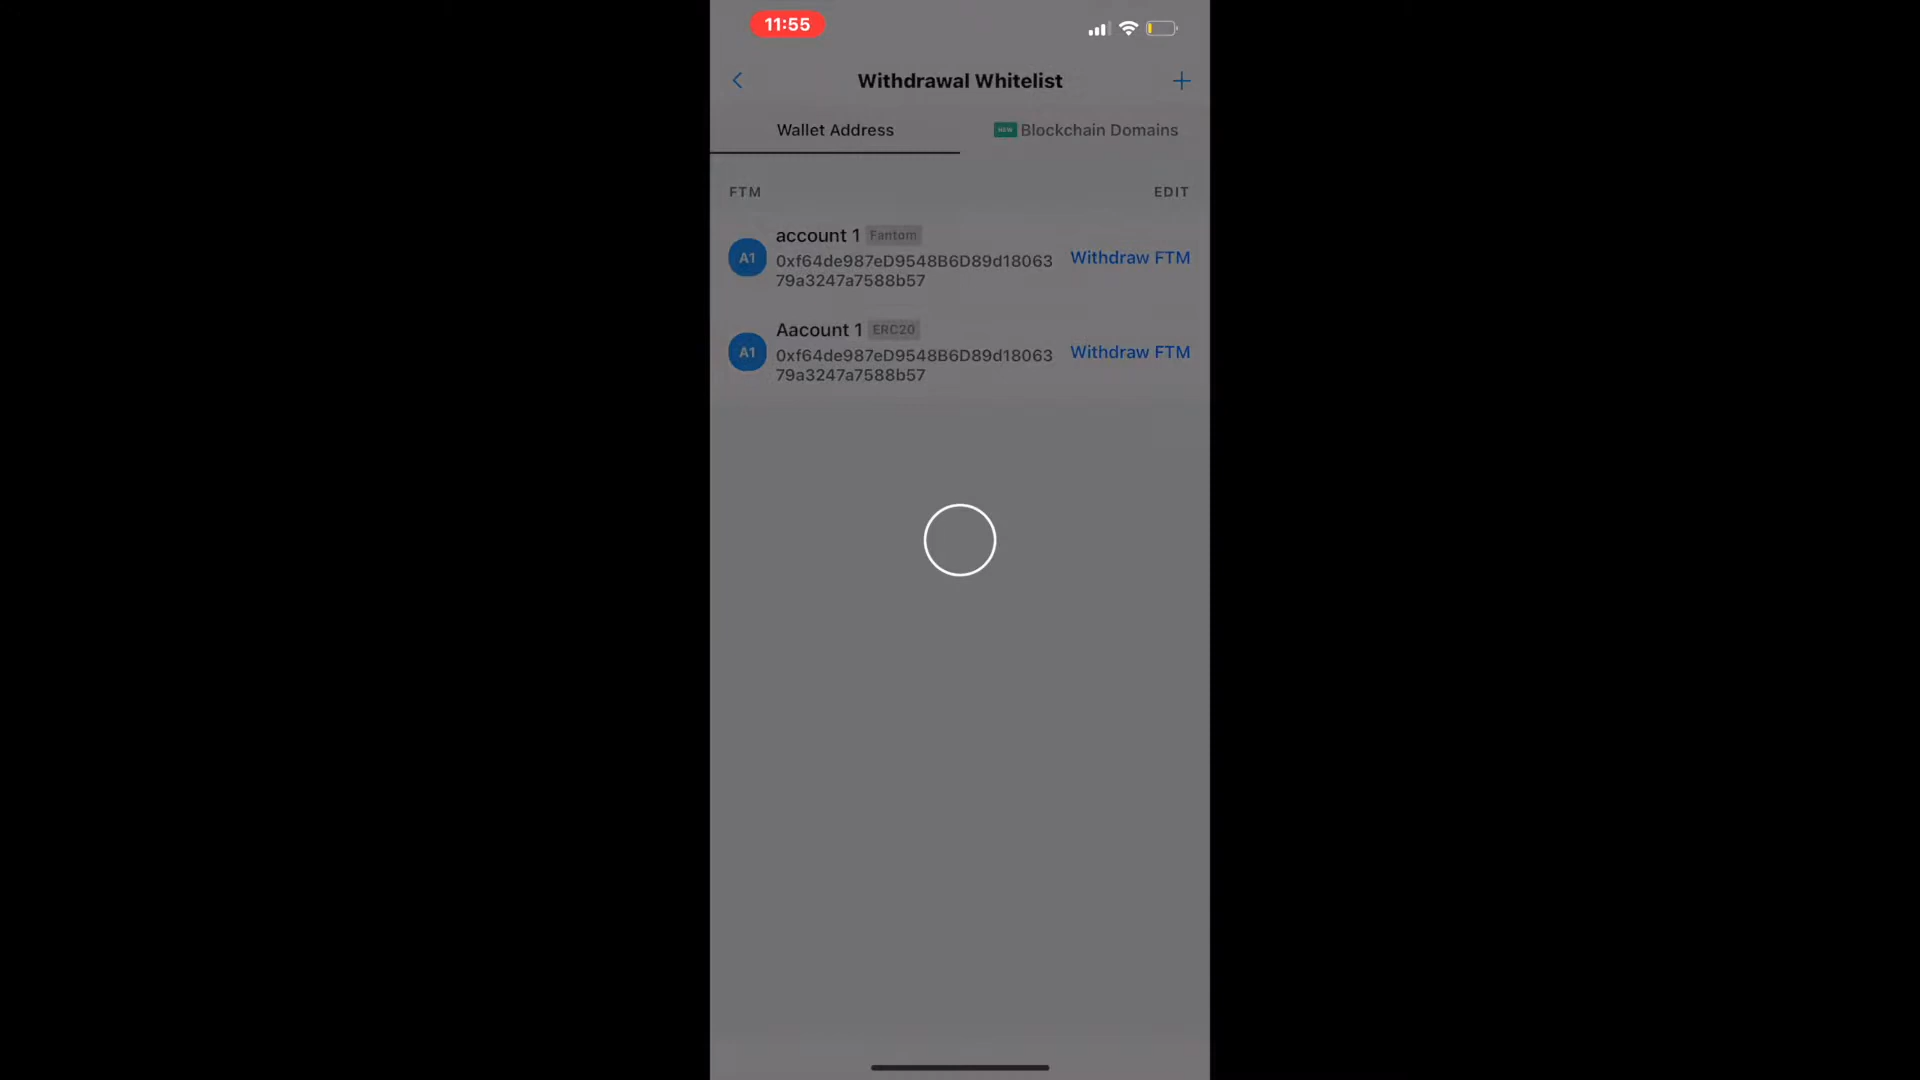 11:55
Withdrawal Whitelist
Wallet Address
NEW Blockchain Domains
FTM EDIT
account 1 Fantom
A1 0xf64de987eD9548B6D89d18063 Withdraw FTM
79a3247a7588b57
Aacount 1 ERC20
A1 0xf64de987eD9548B6D89d18063 Withdraw FTM
79a3247a7588b57